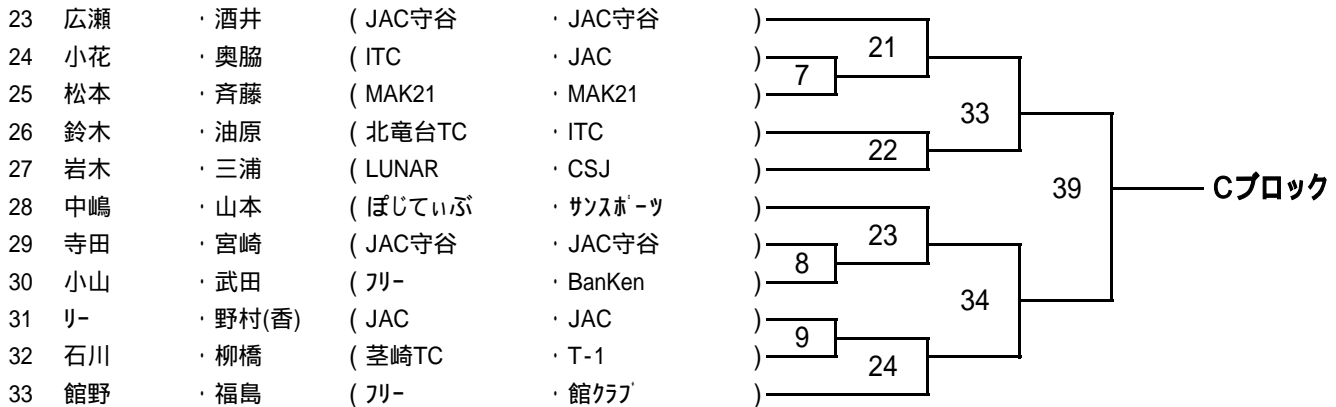 23 広瀬 ・酒井 ( JAC守谷 ・JAC守谷 )
21
24 小花 ・奥脇 ( ITC ・JAC )
7
25 松本 ・斉藤 ( MAK21 ・MAK21 )
33
26 鈴木 ・油原 ( 北竜台TC ・ITC )
22
27 岩木 ・三浦 ( LUNAR ・CSJ )
39 Cブロック
28 中嶋 ・山本 ( ぽじてぃぶ ・ｻﾝｽﾎﾟｰﾂ )
23
29 寺田 ・宮崎 ( JAC守谷 ・JAC守谷 )
8
30 小山 ・武田 ( ﾌﾘｰ ・BanKen )
34
31 ﾘｰ ・野村(香) ( JAC ・JAC )
9
32 石川 ・柳橋 ( 茎崎TC ・T-1 )
24
33 館野 ・福島 ( ﾌﾘｰ ・館ｸﾗﾌﾞ )